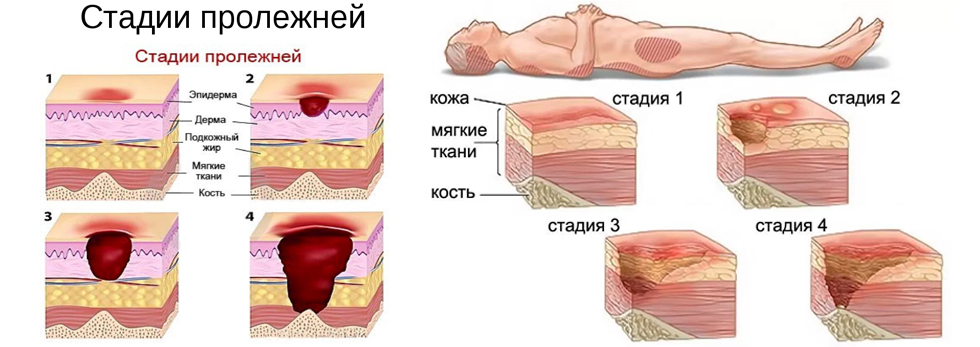 Стадии пролежней
Стадии пролежней
1
2
Эпидерма
Дерма
Подкожный
жир
Мягкие
ткани
Кость
3
4
кожа
стадия 1
стадия 2
мягкие
ткани
кость
стадия 3
стадия 4